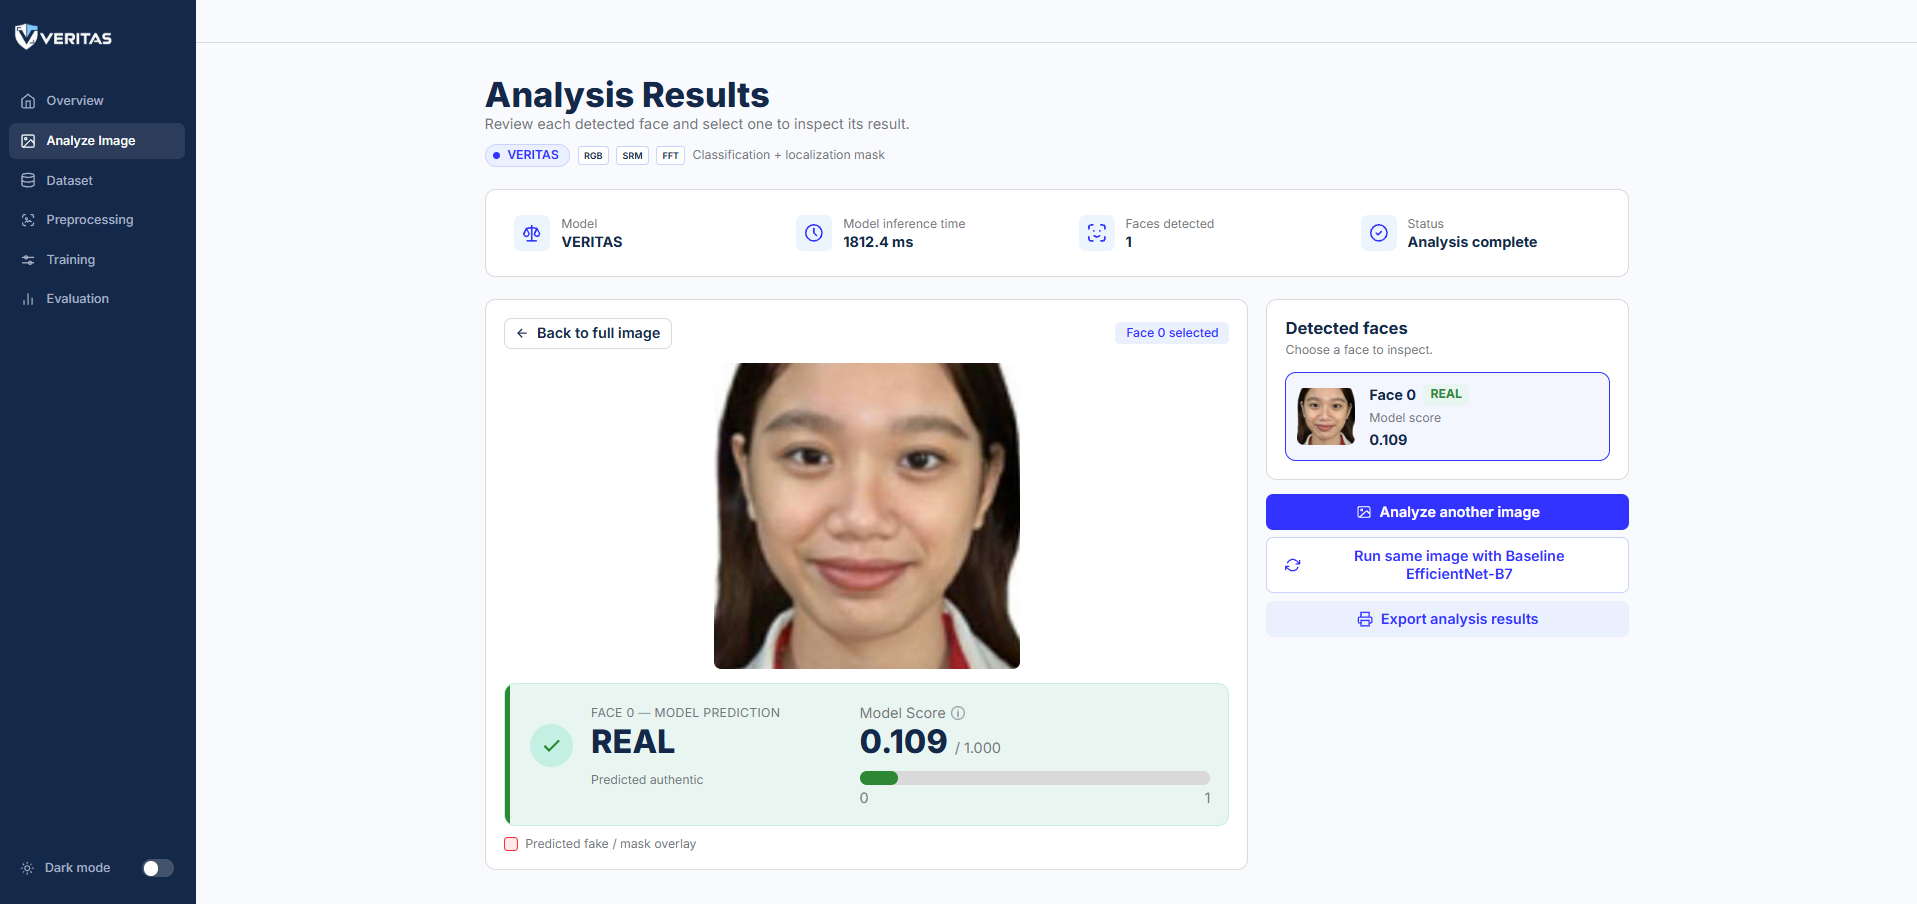 VERITAS
Overview
Analyze Image
Dataset
Preprocessing
Training
Evaluation
Dark mode
Analysis Results
Review each detected face and select one to inspect its result.
VERITAS RGB SRM FFT Classification + localization mask
Model
VERITAS
Model inference time
1812.4 ms
Faces detected
1
Status
Analysis complete
Back to full image
Face 0 selected
FACE 0 — MODEL PREDICTION
REAL
Predicted authentic
Model Score
0.109 / 1.000
0 1
Predicted fake / mask overlay
Detected faces
Choose a face to inspect.
Face 0 REAL
Model score
0.109
Analyze another image
Run same image with Baseline
EfficientNet-B7
Export analysis results